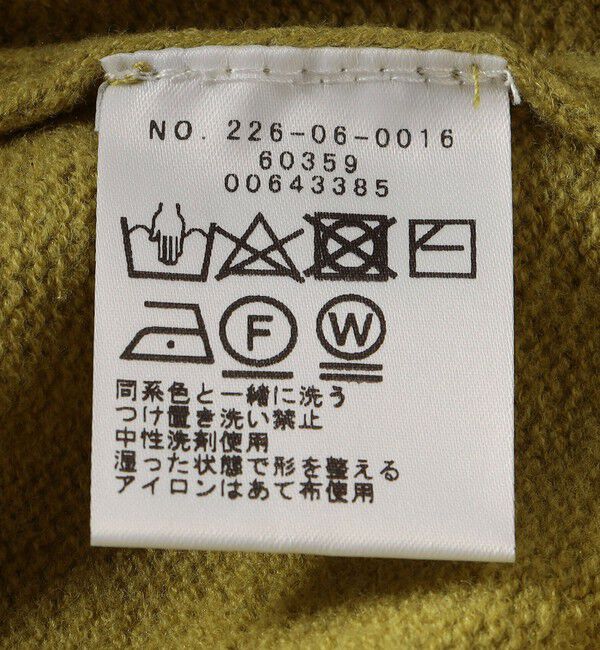 NO. 226-06-0016
60359
00643385
F W
同系色と一緒に洗う
つけ置き洗い禁止
中性洗剤使用
湿った状態で形を整える
アイロンはあて布使用